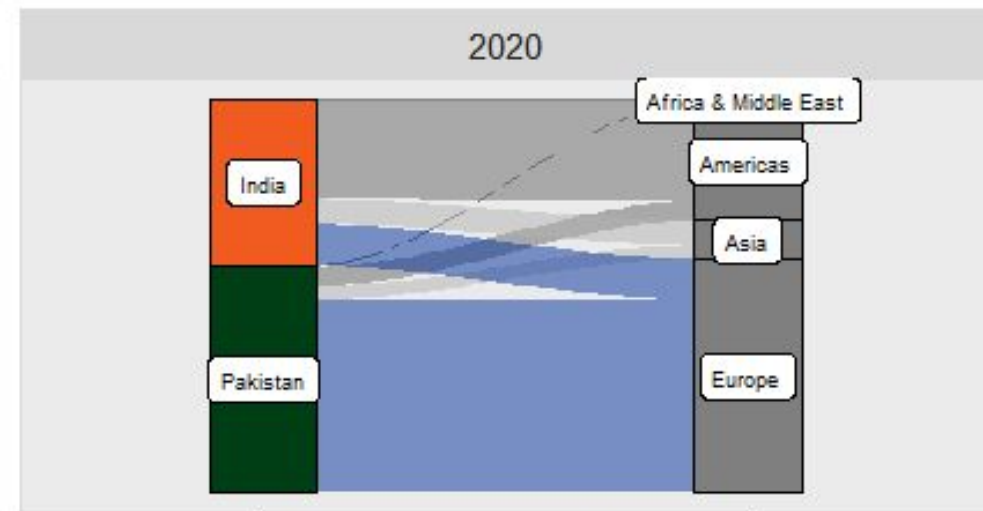 2020
Africa & Middle East
Americas
India
Asia
Pakistan
Europe